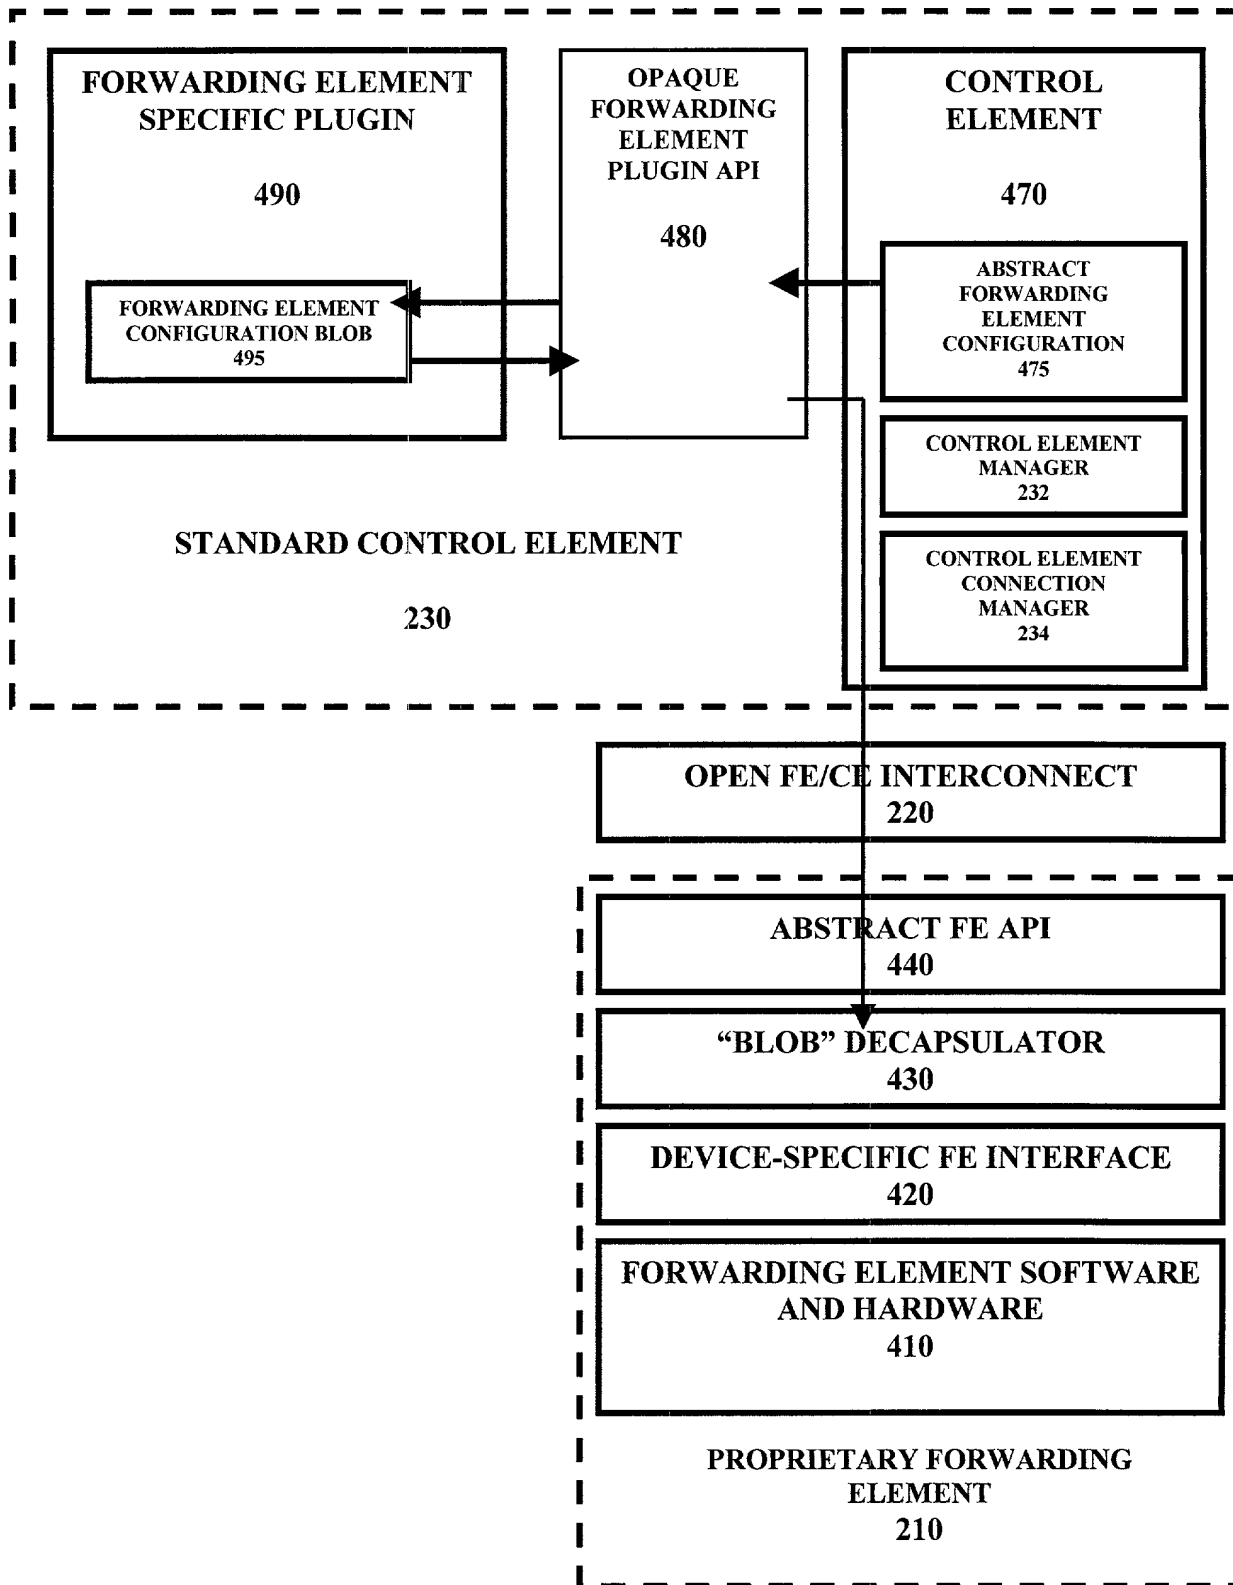 FORWARDING ELEMENT
SPECIFIC PLUGIN
490
FORWARDING ELEMENT
CONFIGURATION BLOB
495
OPAQUE
FORWARDING
ELEMENT
PLUGIN API
480
CONTROL
ELEMENT
470
ABSTRACT
FORWARDING
ELEMENT
CONFIGURATION
475
CONTROL ELEMENT
MANAGER
232
CONTROL ELEMENT
CONNECTION
MANAGER
234
STANDARD CONTROL ELEMENT
230
OPEN FE/CE INTERCONNECT
220
ABSTRACT FE API
440
“BLOB” DECAPSULATOR
430
DEVICE-SPECIFIC FE INTERFACE
420
FORWARDING ELEMENT SOFTWARE
AND HARDWARE
410
PROPRIETARY FORWARDING
ELEMENT
210